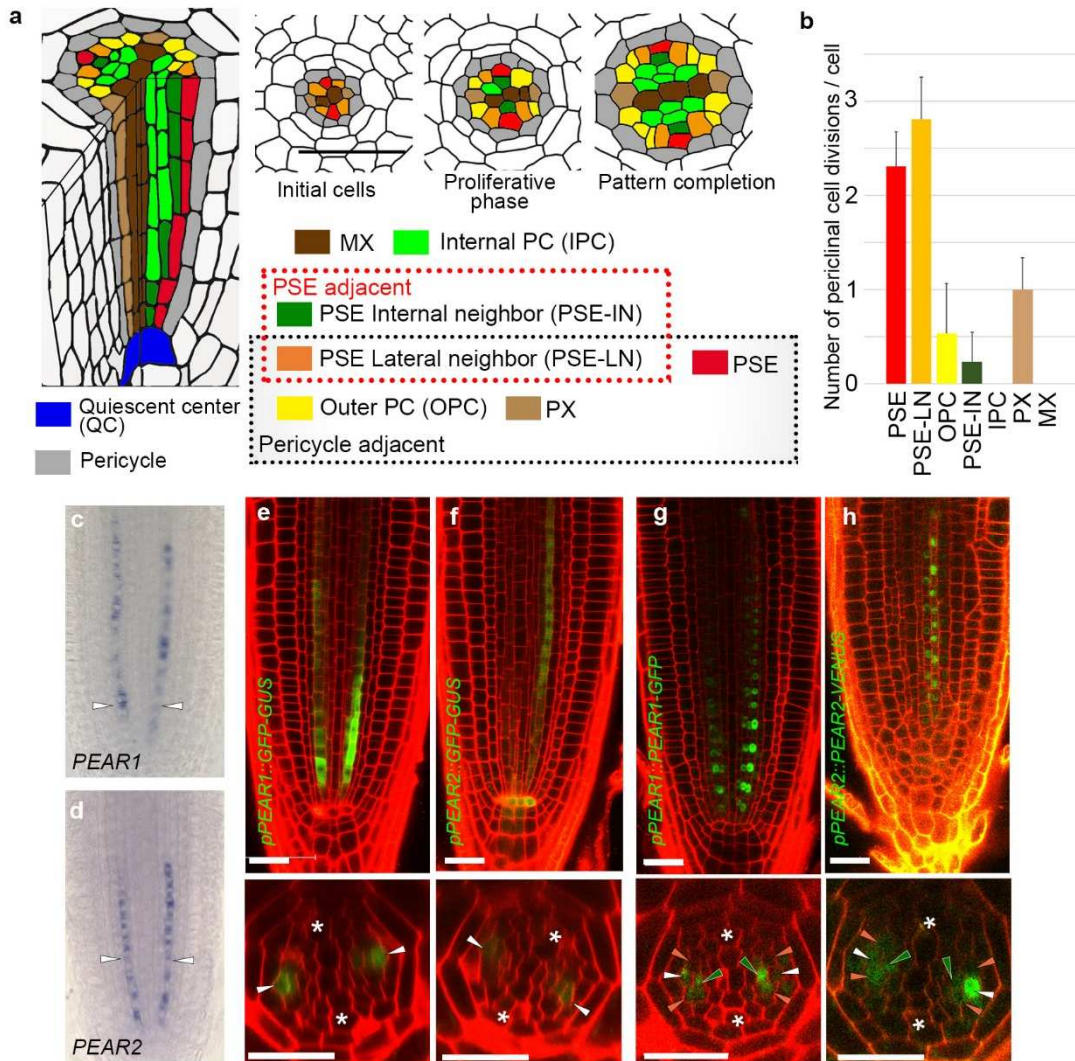 a
Initial cells
Proliferative
phase
Pattern completion
MX
Internal PC (IPC)
PSE adjacent
PSE Internal neighbor (PSE-IN)
PSE Lateral neighbor (PSE-LN)
PSE
Outer PC (OPC)
PX
Pericycle adjacent
Quiescent center
(QC)
Pericycle
b
Number of periclinal cell divisions / cell
3
2
1
0
PSE
PSE-LN
OPC
PSE-IN
IPC
PX
MX
c
PEAR1
d
PEAR2
e
pPEAR1::GFP-GUS
f
pPEAR2::GFP-GUS
g
pPEAR1::PEAR1-GFP
h
pPEAR2::PEAR2-VENUS
*
*
*
*
*
*
*
*